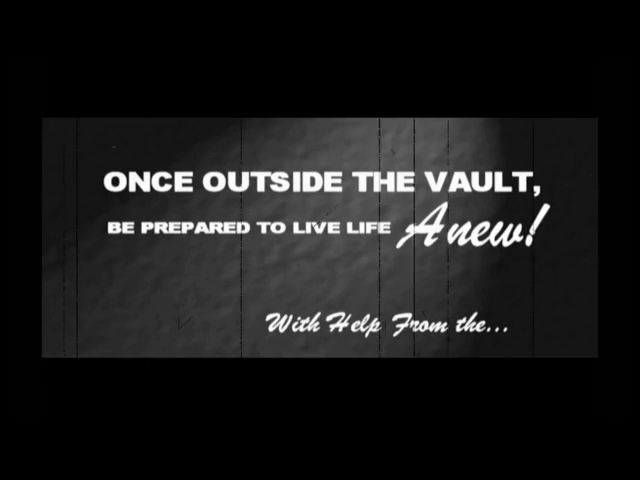 ONCE OUTSIDE THE VAULT,
BE PREPARED TO LIVE LIFE Anew!
With Help From the...